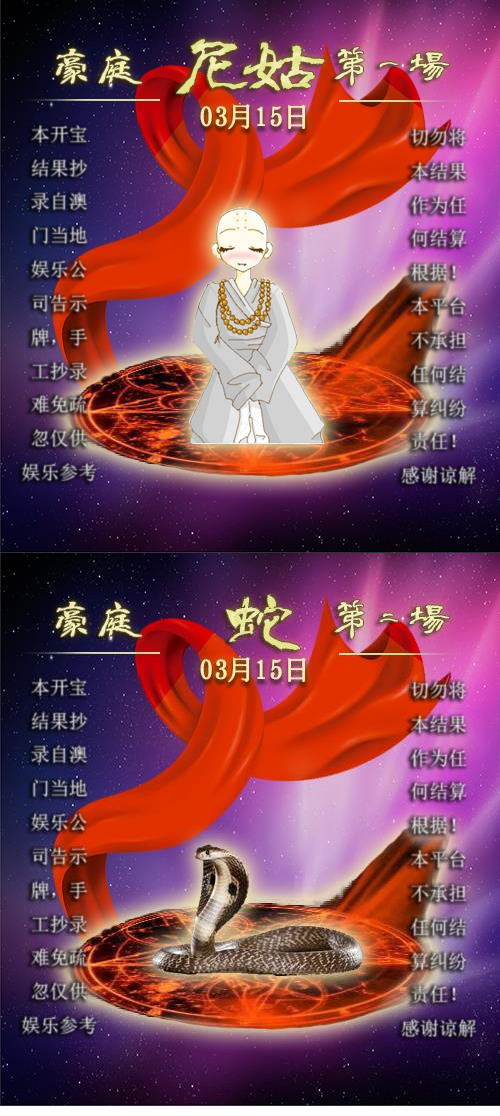 豪庭 尼姑 第一場
03月15日
本开宝
结果抄
录自澳
门当地
娱乐公
司告示
牌，手
工抄录
难免疏
忽仅供
娱乐参考
切勿将
本结果
作为任
何结算
根据！
本平台
不承担
任何结
算纠纷
责任！
感谢谅解
豪庭 蛇 第二場
03月15日
本开宝
结果抄
录自澳
门当地
娱乐公
司告示
牌，手
工抄录
难免疏
忽仅供
娱乐参考
切勿将
本结果
作为任
何结算
根据！
本平台
不承担
任何结
算纠纷
责任！
感谢谅解